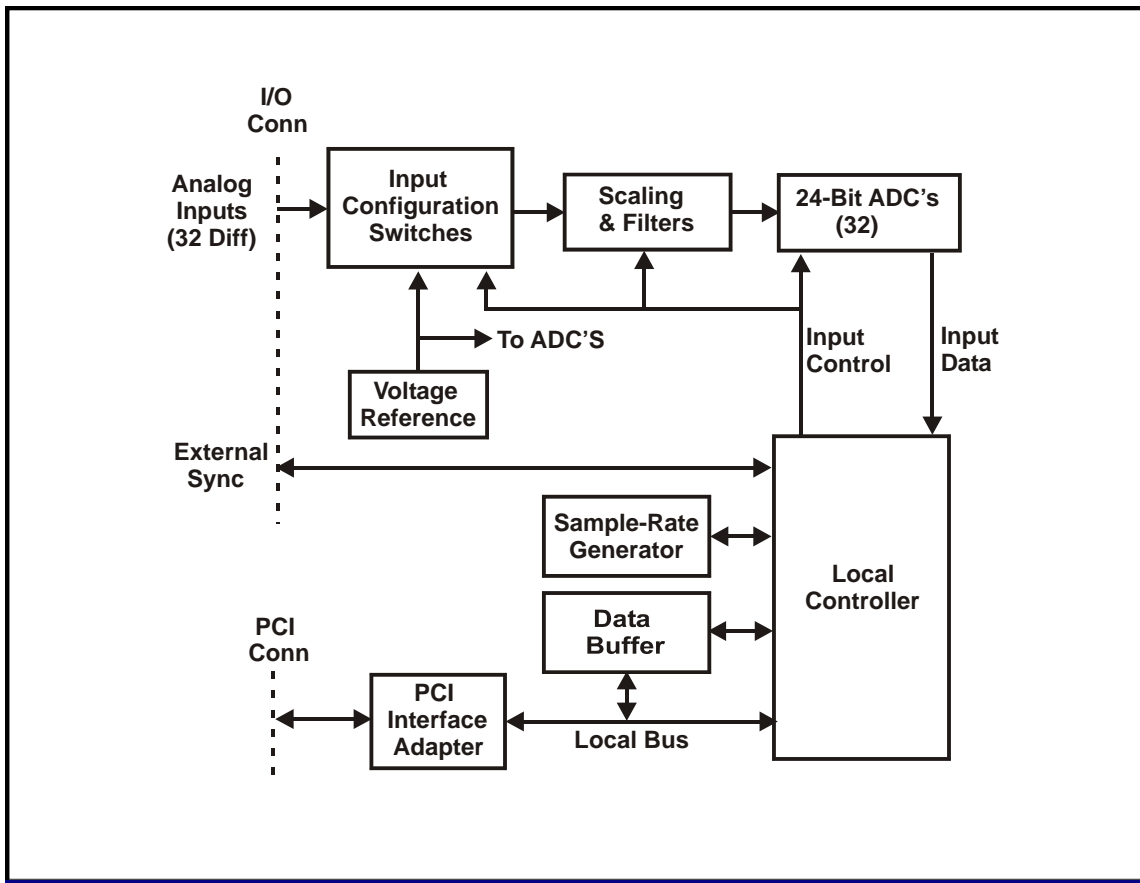 I/O
Conn
Analog
Inputs
(32 Diff)
Input
Configuration
Switches
Scaling
& Filters
24-Bit ADC's
(32)
To ADC'S
Input
Control
Input
Data
Voltage
Reference
External
Sync
Sample-Rate
Generator
Local
Controller
Data
Buffer
PCI
Conn
PCI
Interface
Adapter
Local Bus